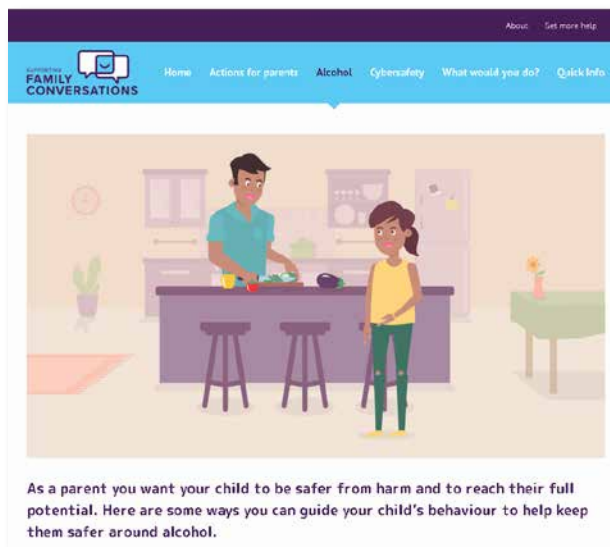 About Get more help
SUPPORTING
FAMILY
CONVERSATIONS
Home Actions for parents Alcohol Cybersafety What would you do? Quick Info
As a parent you want your child to be safer from harm and to reach their full
potential. Here are some ways you can guide your child's behaviour to help keep
them safer around alcohol.